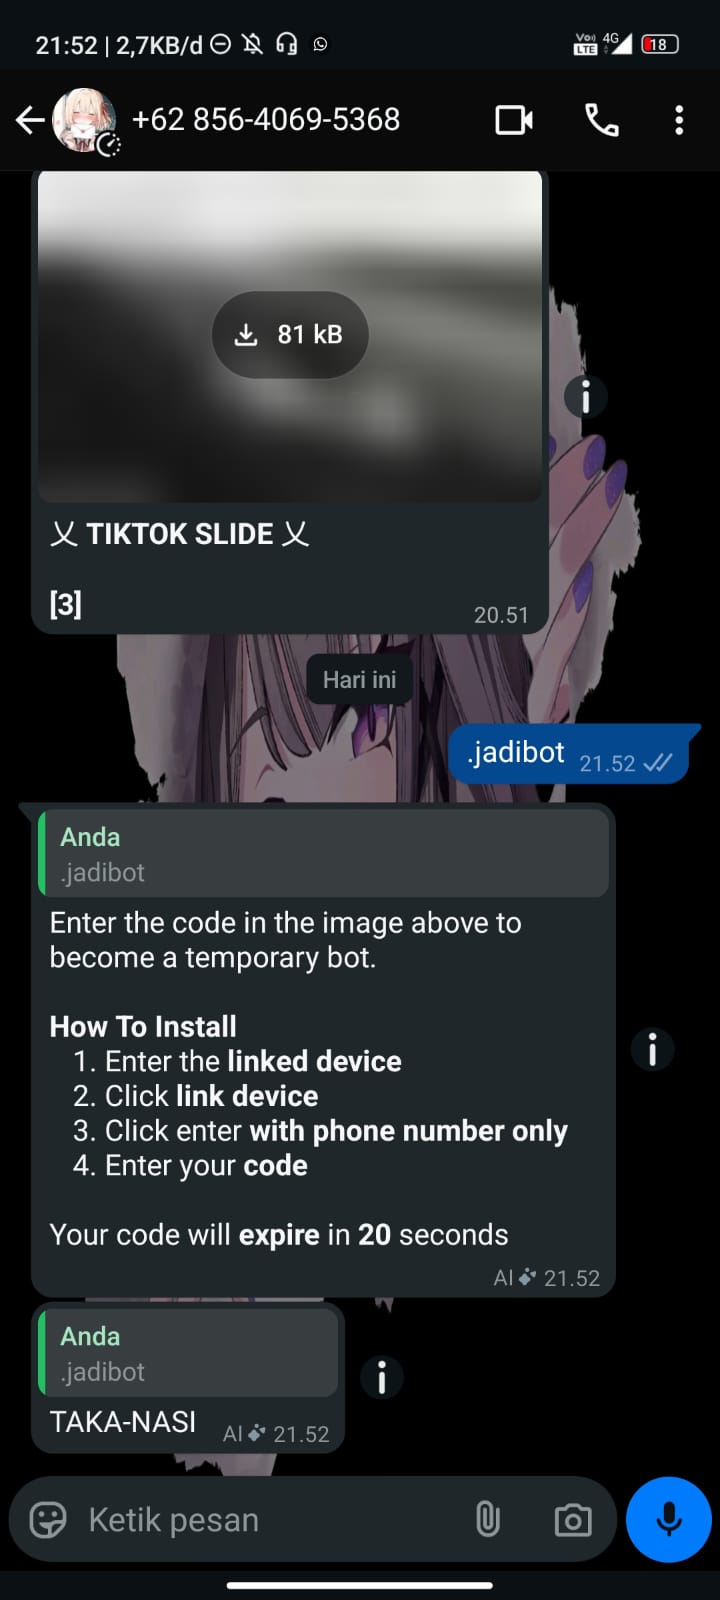 21:52 | 2,7KB/d
Vo) LTE 4G 18
+62 856-4069-5368
81 kB
乂 TIKTOK SLIDE 乂
[3]
20.51
Hari ini
.jadibot 21.52
Anda
.jadibot
Enter the code in the image above to
become a temporary bot.
How To Install
1. Enter the linked device
2. Click link device
3. Click enter with phone number only
4. Enter your code
Your code will expire in 20 seconds
AI 21.52
Anda
.jadibot
TAKA-NASI AI 21.52
Ketik pesan